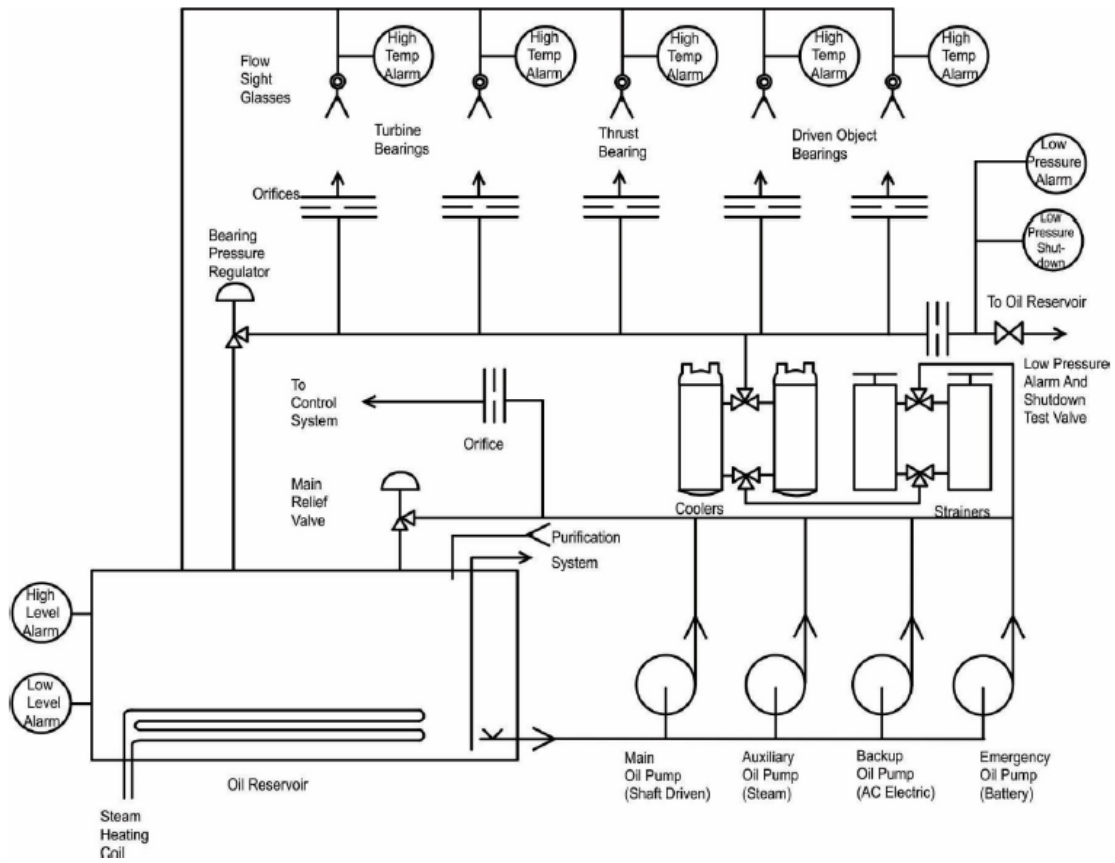 High
Temp
Alarm
High
Temp
Alarm
High
Temp
Alarm
High
Temp
Alarm
High
Temp
Alarm
Flow
Sight
Glasses
Turbine
Bearings
Thrust
Bearing
Driven Object
Bearings
Low
Pressure
Alarm
Orifices
Low
Pressure
Shut-
down
Bearing
Pressure
Regulator
To Oil Reservoir
Low Pressure
Alarm And
Shutdown
Test Valve
To
Control
System
Orifice
Main
Relief
Valve
Coolers
Strainers
Purification
System
High
Level
Alarm
Low
Level
Alarm
Oil Reservoir
Steam
Heating
Coil
Main
Oil Pump
(Shaft Driven)
Auxiliary
Oil Pump
(Steam)
Backup
Oil Pump
(AC Electric)
Emergency
Oil Pump
(Battery)